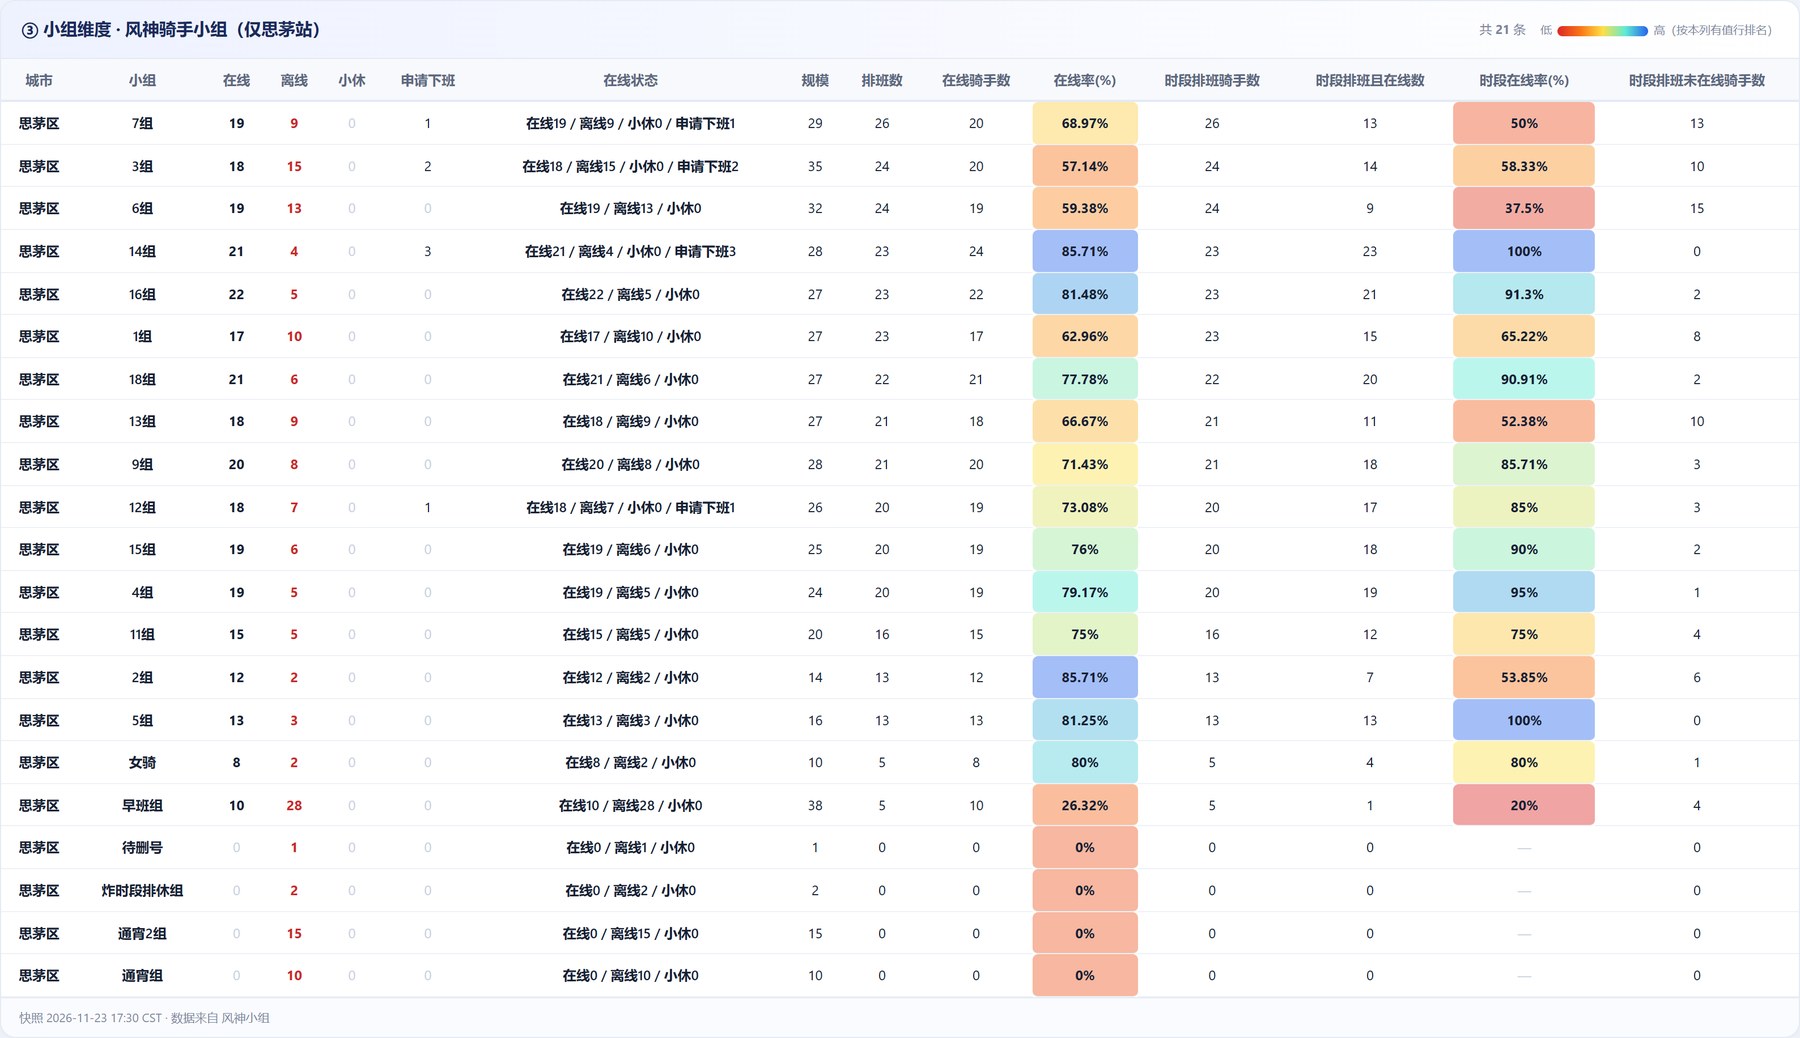 ③ 小组维度 · 风神骑手小组（仅思茅站）
共 21 条 低 高 (按本列有值行排名)
城市 小组 在线 离线 小休 申请下班 在线状态 规模 排班数 在线骑手数 在线率(%) 时段排班骑手数 时段排班且在线数 时段在线率(%) 时段排班未在线骑手数
思茅区 7组 19 9 0 1 在线19 / 离线9 / 小休0 / 申请下班1 29 26 20 68.97% 26 13 50% 13
思茅区 3组 18 15 0 2 在线18 / 离线15 / 小休0 / 申请下班2 35 24 20 57.14% 24 14 58.33% 10
思茅区 6组 19 13 0 0 在线19 / 离线13 / 小休0 32 24 19 59.38% 24 9 37.5% 15
思茅区 14组 21 4 0 3 在线21 / 离线4 / 小休0 / 申请下班3 28 23 24 85.71% 23 23 100% 0
思茅区 16组 22 5 0 0 在线22 / 离线5 / 小休0 27 23 22 81.48% 23 21 91.3% 2
思茅区 1组 17 10 0 0 在线17 / 离线10 / 小休0 27 23 17 62.96% 23 15 65.22% 8
思茅区 18组 21 6 0 0 在线21 / 离线6 / 小休0 27 22 21 77.78% 22 20 90.91% 2
思茅区 13组 18 9 0 0 在线18 / 离线9 / 小休0 27 21 18 66.67% 21 11 52.38% 10
思茅区 9组 20 8 0 0 在线20 / 离线8 / 小休0 28 21 20 71.43% 21 18 85.71% 3
思茅区 12组 18 7 0 1 在线18 / 离线7 / 小休0 / 申请下班1 26 20 19 73.08% 20 17 85% 3
思茅区 15组 19 6 0 0 在线19 / 离线6 / 小休0 25 20 19 76% 20 18 90% 2
思茅区 4组 19 5 0 0 在线19 / 离线5 / 小休0 24 20 19 79.17% 20 19 95% 1
思茅区 11组 15 5 0 0 在线15 / 离线5 / 小休0 20 16 15 75% 16 12 75% 4
思茅区 2组 12 2 0 0 在线12 / 离线2 / 小休0 14 13 12 85.71% 13 7 53.85% 6
思茅区 5组 13 3 0 0 在线13 / 离线3 / 小休0 16 13 13 81.25% 13 13 100% 0
思茅区 女骑 8 2 0 0 在线8 / 离线2 / 小休0 10 5 8 80% 5 4 80% 1
思茅区 早班组 10 28 0 0 在线10 / 离线28 / 小休0 38 5 10 26.32% 5 1 20% 4
思茅区 待删号 0 1 0 0 在线0 / 离线1 / 小休0 1 0 0 0% 0 0 — 0
思茅区 炸时段排休组 0 2 0 0 在线0 / 离线2 / 小休0 2 0 0 0% 0 0 — 0
思茅区 通宵2组 0 15 0 0 在线0 / 离线15 / 小休0 15 0 0 0% 0 0 — 0
思茅区 通宵组 0 10 0 0 在线0 / 离线10 / 小休0 10 0 0 0% 0 0 — 0
快照 2026-11-23 17:30 CST · 数据来自 风神小组